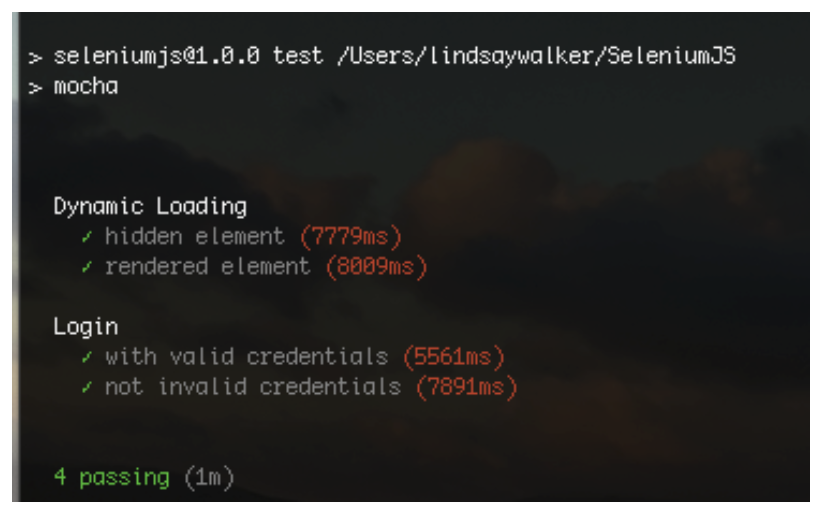 > seleniumjs@1.0.0 test /Users/lindsaywalker/SeleniumJS
> mocha
Dynamic Loading
✓ hidden element (7779ms)
✓ rendered element (8009ms)
Login
✓ with valid credentials (5561ms)
✓ not invalid credentials (7891ms)
4 passing (1m)